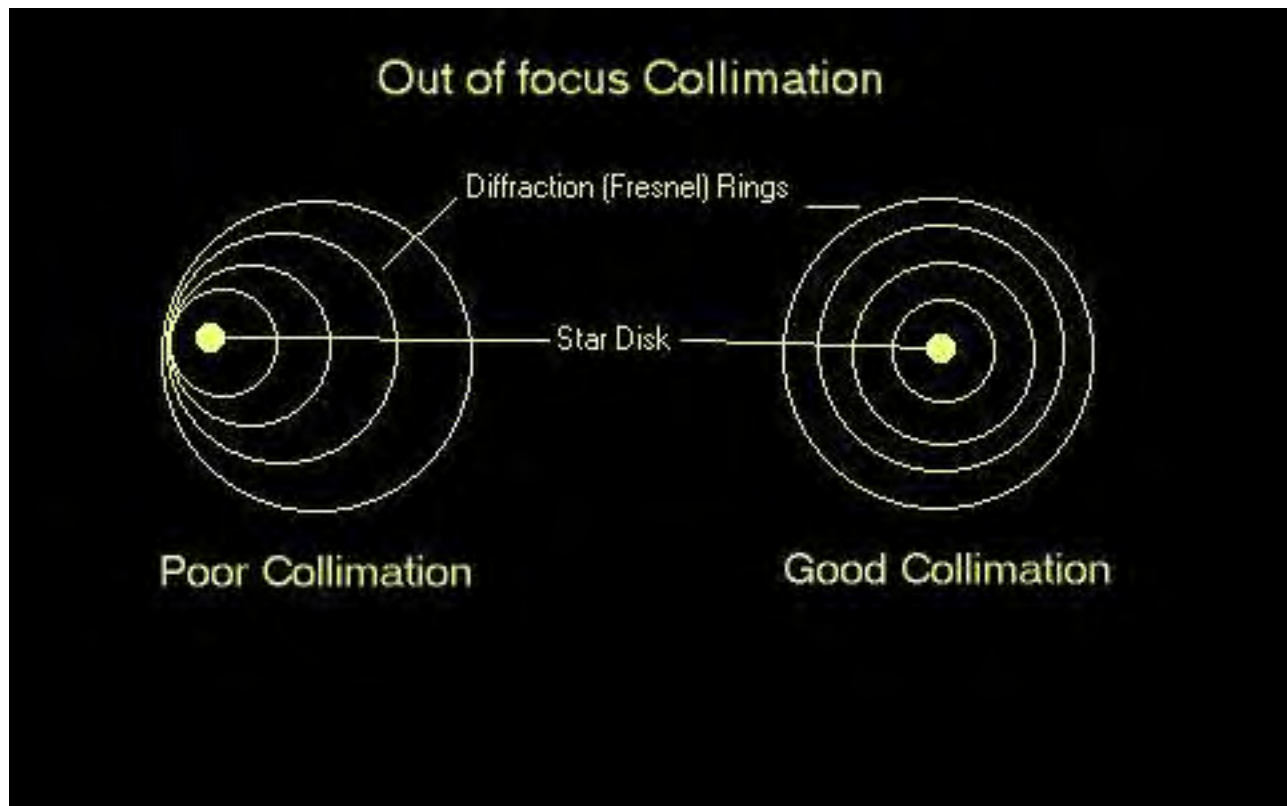 Out of focus Collimation
Diffraction (Fresnel) Rings
Star Disk
Poor Collimation
Good Collimation